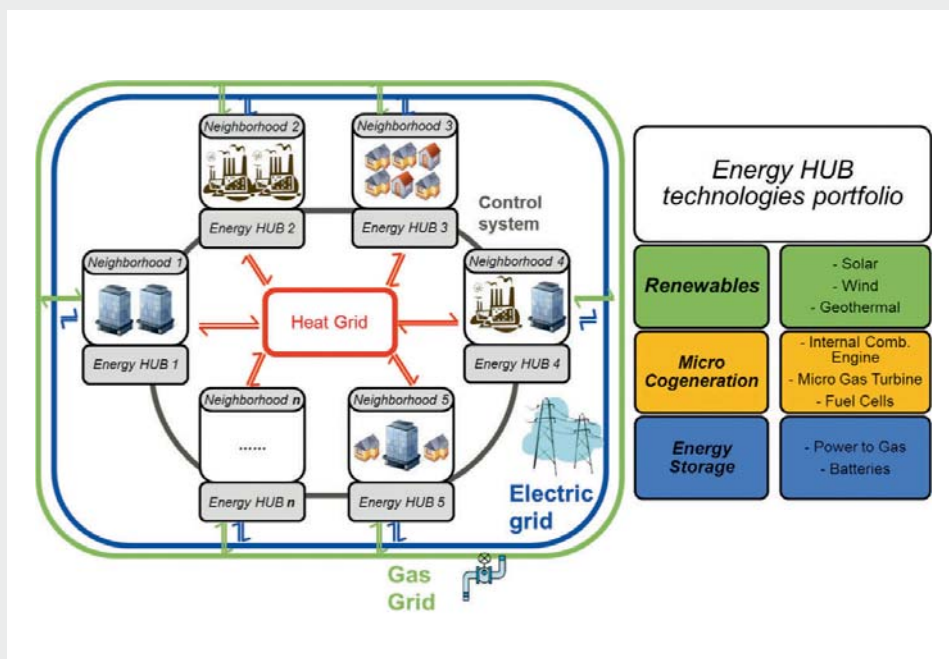 Neighborhood 2
Neighborhood 3
Energy HUB 2
Energy HUB 3
Control
system
Neighborhood 1
Neighborhood 4
Heat Grid
Energy HUB 1
Energy HUB 4
Neighborhood n
Neighborhood 5
......
Energy HUB n
Energy HUB 5
Electric
grid
Gas
Grid
Energy HUB
technologies portfolio
Renewables
- Solar
- Wind
- Geothermal
Micro
Cogeneration
- Internal Comb.
Engine
- Micro Gas Turbine
- Fuel Cells
Energy
Storage
- Power to Gas
- Batteries